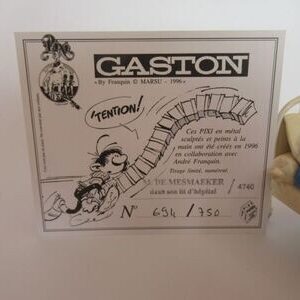 GASTON
« By Franquin © MARSU - 1996 »
'TENTION!
Ces PIXI en métal
sculptés et peints à la
main ont été créés en 1996
en collaboration avec
André Franquin.
Tirage limité, numéroté.
M. DE MESMAEKER / 4740
dans son lit d'hôpital
N° 694 / 750